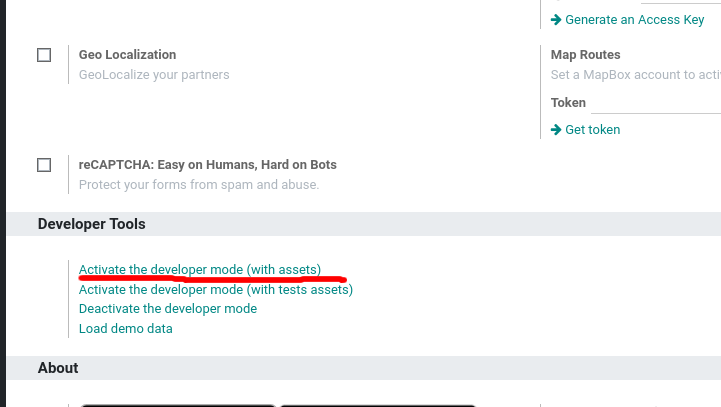 Generate an Access Key
Geo Localization
GeoLocalize your partners
Map Routes
Set a MapBox account to acti
Token
Get token
reCAPTCHA: Easy on Humans, Hard on Bots
Protect your forms from spam and abuse.
Developer Tools
Activate the developer mode (with assets)
Activate the developer mode (with tests assets)
Deactivate the developer mode
Load demo data
About